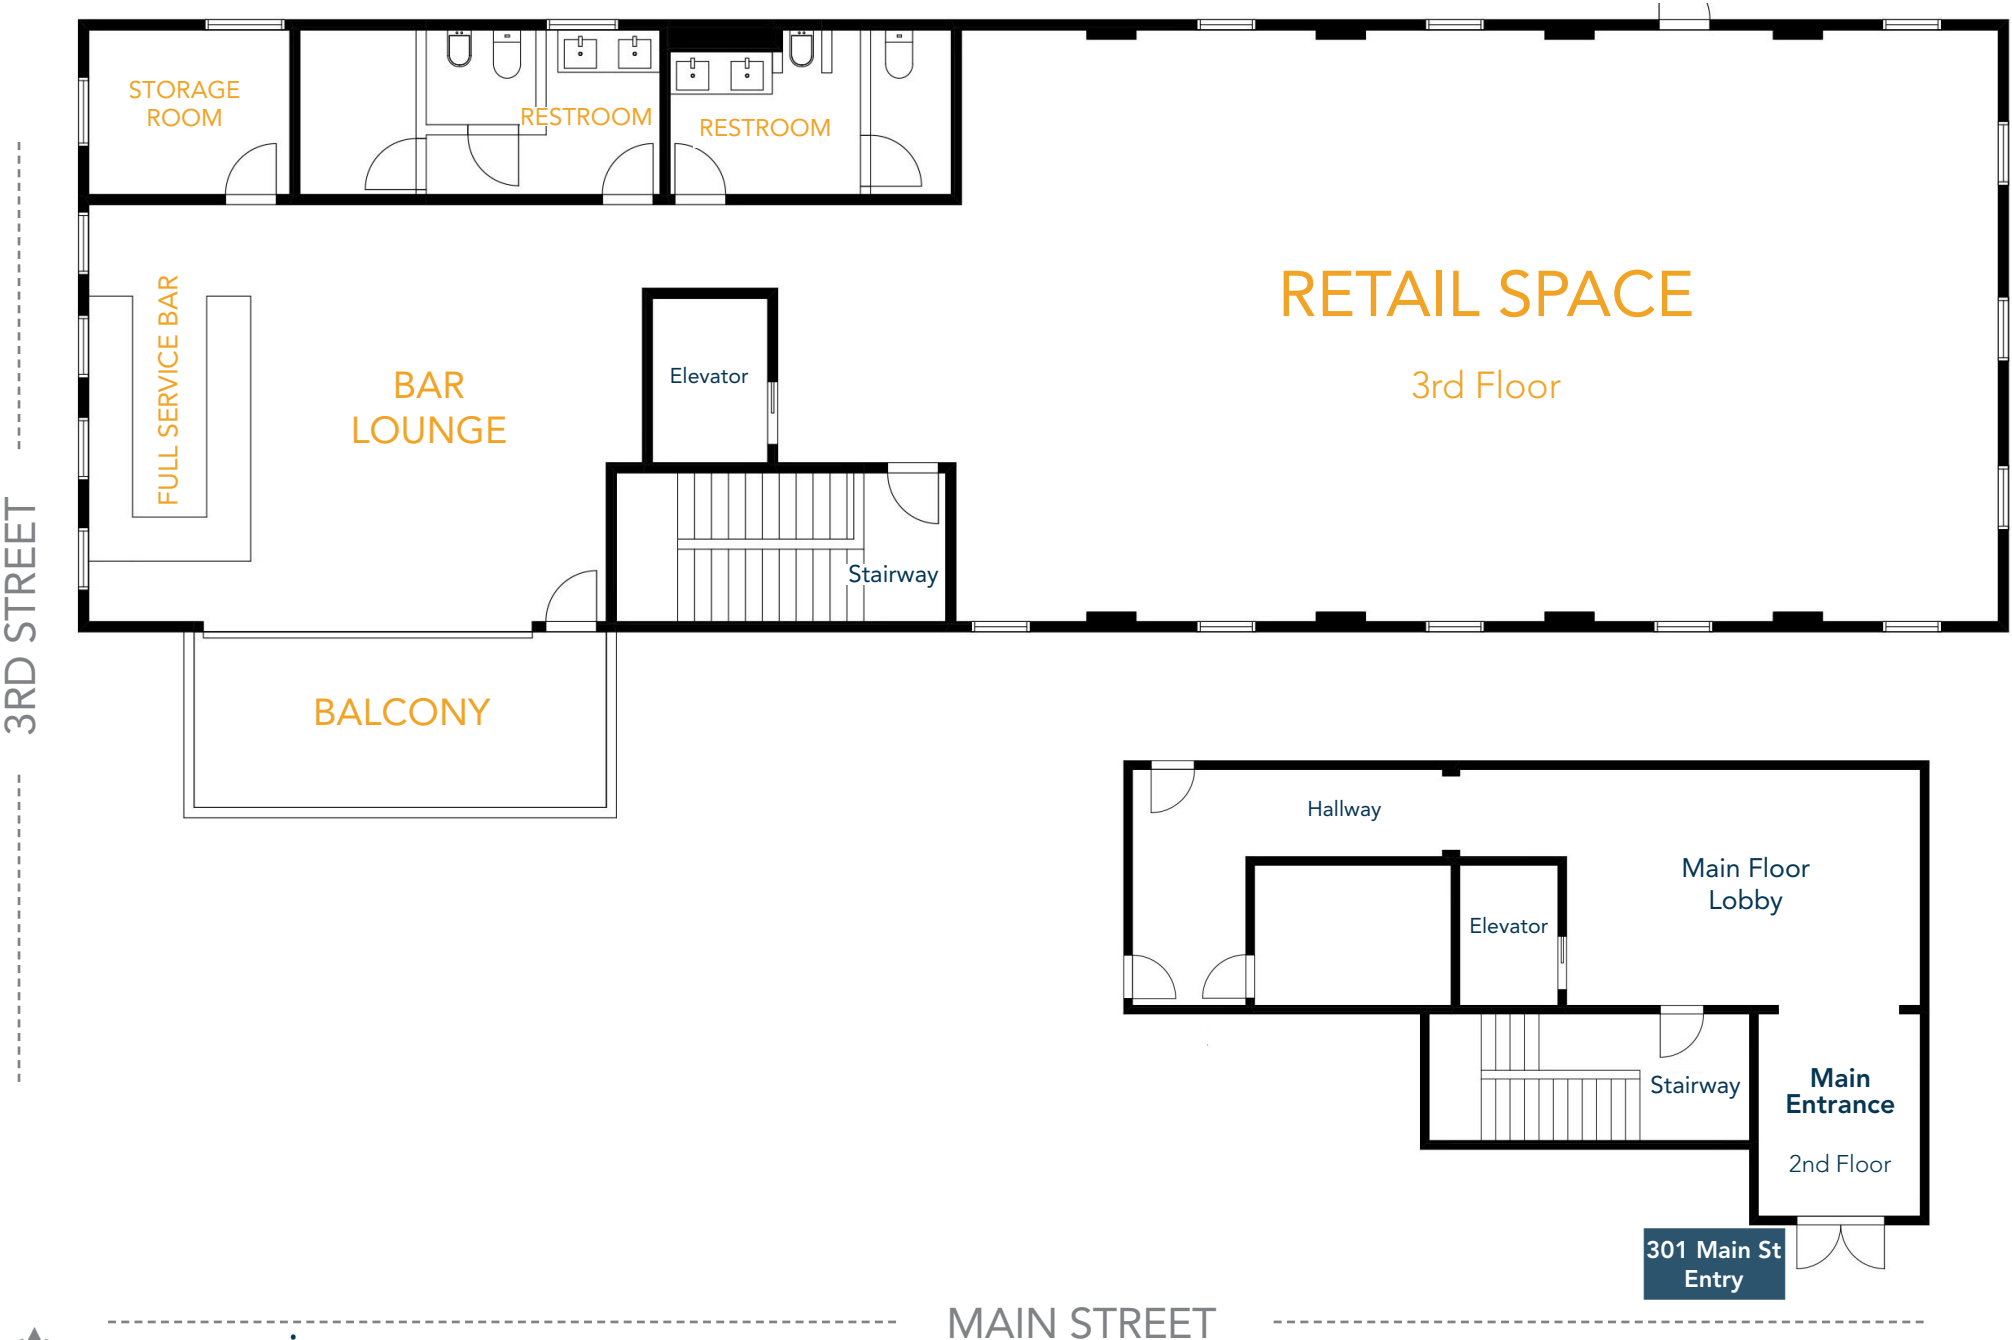 STORAGE
ROOM
RESTROOM
RESTROOM
RETAIL SPACE
3rd Floor
FULL SERVICE BAR
BAR
LOUNGE
Elevator
Stairway
BALCONY
3RD STREET
Hallway
Main Floor
Lobby
Elevator
Stairway
Main
Entrance
2nd Floor
301 Main St
Entry
MAIN STREET